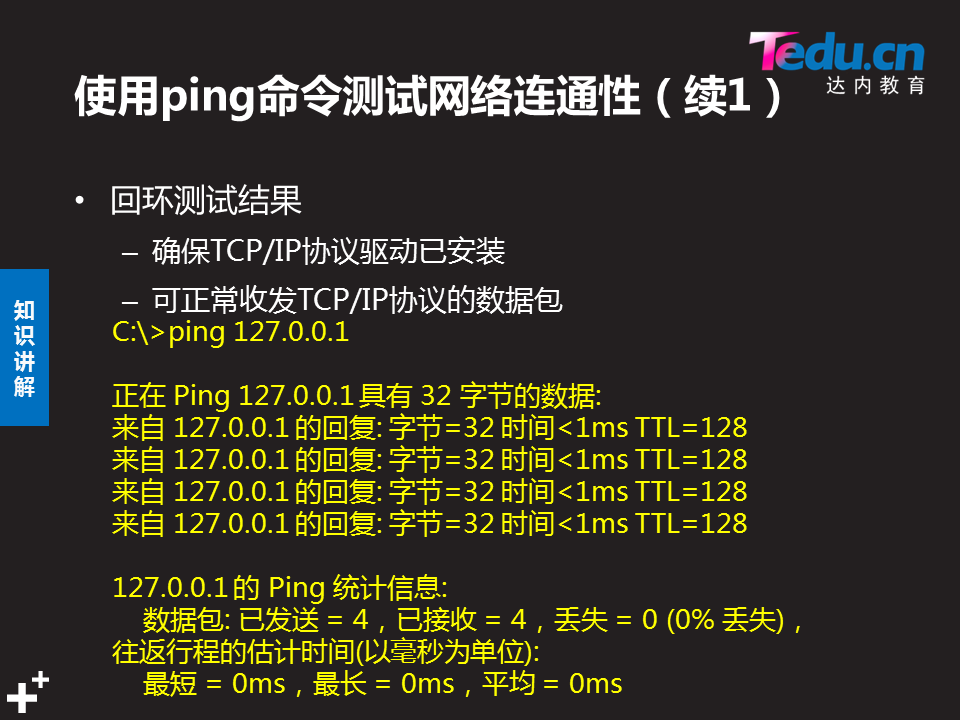 Tedu.cn
达内教育
使用ping命令测试网络连通性（续1）
• 回环测试结果
– 确保TCP/IP协议驱动已安装
– 可正常收发TCP/IP协议的数据包
知识讲解
C:\>ping 127.0.0.1
正在 Ping 127.0.0.1 具有 32 字节的数据:
来自 127.0.0.1 的回复: 字节=32 时间<1ms TTL=128
来自 127.0.0.1 的回复: 字节=32 时间<1ms TTL=128
来自 127.0.0.1 的回复: 字节=32 时间<1ms TTL=128
来自 127.0.0.1 的回复: 字节=32 时间<1ms TTL=128
127.0.0.1 的 Ping 统计信息:
数据包: 已发送 = 4，已接收 = 4，丢失 = 0 (0% 丢失)，
往返行程的估计时间(以毫秒为单位):
最短 = 0ms，最长 = 0ms，平均 = 0ms